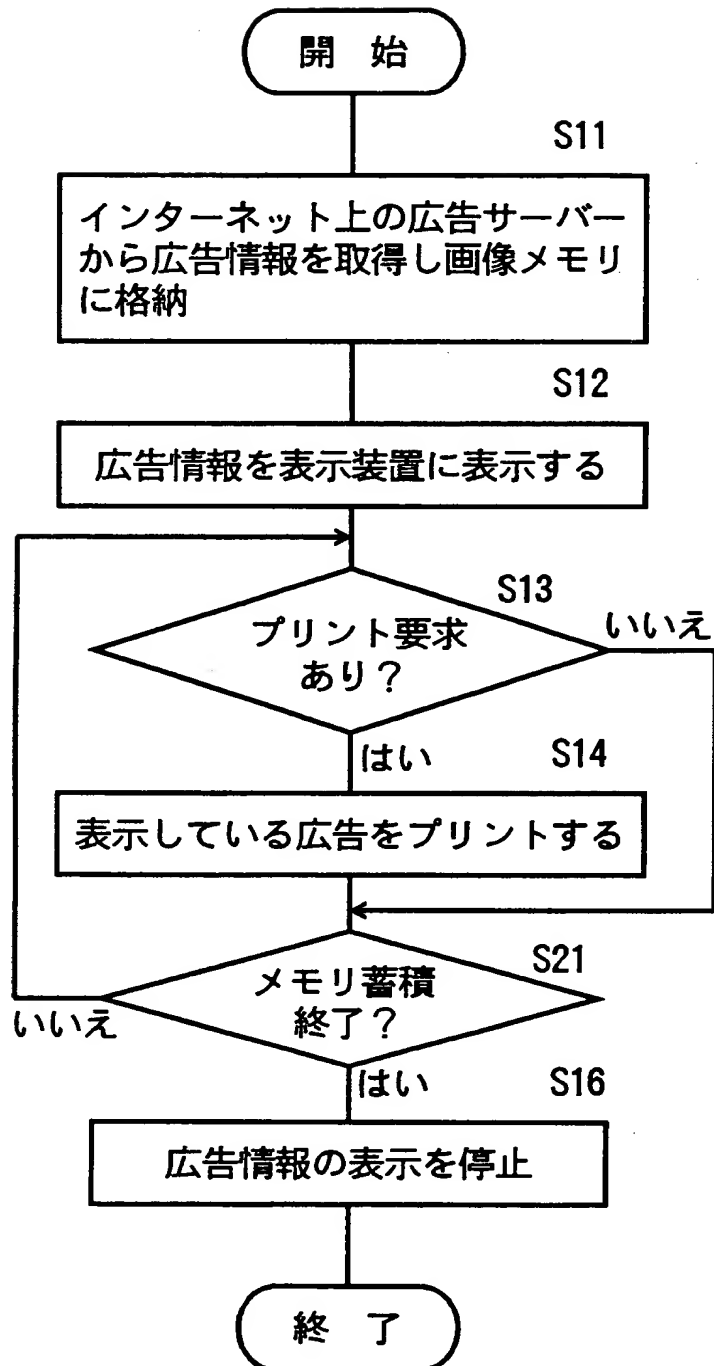 開 始
S11
インターネット上の広告サーバー
から広告情報を取得し画像メモリ
に格納
S12
広告情報を表示装置に表示する
S13
プリント要求
あり？
いいえ
はい
S14
表示している広告をプリントする
S21
メモリ蓄積
終了？
いいえ
はい
S16
広告情報の表示を停止
終 了